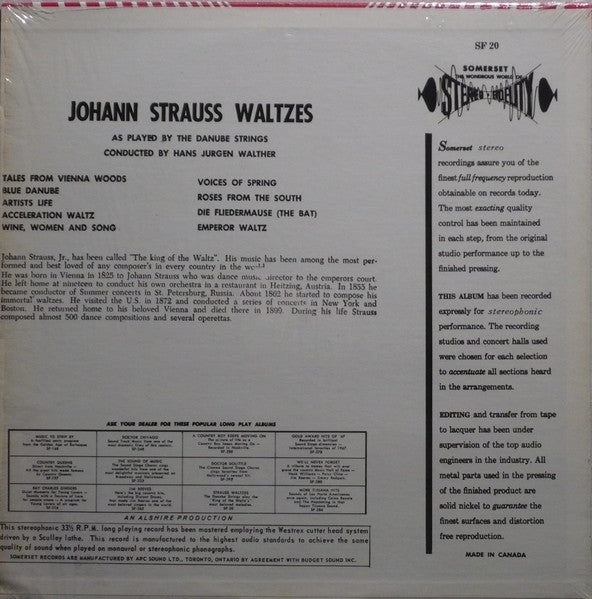 SF 20
SOMERSET
THE WONDEROUS WORLD OF
STEREO - FIDELITY
JOHANN STRAUSS WALTZES
AS PLAYED BY THE DANUBE STRINGS
CONDUCTED BY HANS JURGEN WALTHER
TALES FROM VIENNA WOODS
BLUE DANUBE
ARTISTS LIFE
ACCELERATION WALTZ
WINE, WOMEN AND SONG
VOICES OF SPRING
ROSES FROM THE SOUTH
DIE FLIEDERMAUSE (THE BAT)
EMPEROR WALTZ
Johann Strauss, Jr., has been called "The king of the Waltz". His music has been among the most per-
formed and best loved of any composer's in every country in the world.
He was born in Vienna in 1825 to Johann Strauss who was dance music director to the emperors court.
He left home at nineteen to conduct his own orchestra in a restaurant in Heitzing, Austria. In 1855 he
became conductor of Summer concerts in St. Petersburg, Russia. About 1862 he started to compose his
immortal waltzes. He visited the U.S. in 1872 and conducted a series of concerts in New York and
Boston. He returned home to his beloved Vienna and died there in 1899. During his life Strauss
composed almost 500 dance compositions and several operettas.
Somerset stereo
recordings assure you of the
finest full frequency reproduction
obtainable on records today.
The most exacting quality
control has been maintained
in each step, from the original
studio performance up to the
finished pressing.
THIS ALBUM has been recorded
expressly for stereophonic
performance. The recording
studios and concert halls used
were chosen for each selection
to accentuate all sections heard
in the arrangements.
EDITING and transfer from tape
to lacquer has been under
supervision of the top audio
engineers in the industry. All
metal parts used in the pressing
of the finished product are
solid nickel to guarantee the
finest surfaces and distortion
free reproduction.
MADE IN CANADA
ASK YOUR DEALER FOR THESE POPULAR LONG PLAY ALBUMS
MUSIC TO STRIP BY
DOCTOR ZHIVAGO
A COUNTRY BOY KEEPS MOVING ON
GOLD AWARD HITS OF '67
COUNTRY QUEENS
THE SOUND OF MUSIC
DOCTOR DOLITTLE
WE'LL NEVER FORGET
RAY CHARLES SINGERS
JIM REEVES
STRAUSS WALTZES
MORE TIJUANA HITS
AN ALSHIRE PRODUCTION
This stereophonic 33⅓ R.P.M. long playing record has been mastered employing the Westrex cutter head system
driven by a Sculley lathe. This record is manufactured to the highest audio standards to achieve the same
quality of sound when played on monaural or stereophonic phonographs.
SOMERSET RECORDS ARE MANUFACTURED BY APC SOUND LTD., TORONTO, ONTARIO BY AGREEMENT WITH BUDGET SOUND INC.